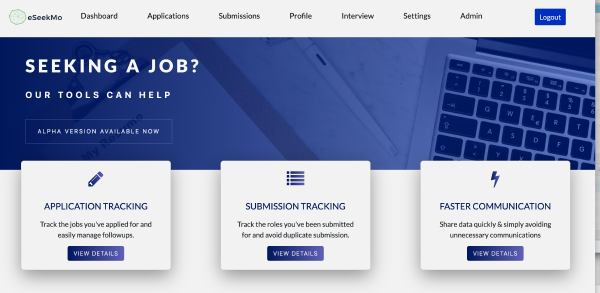 eSeekMo Dashboard Applications Submissions Profile Interview Settings Admin Logout
SEEKING A JOB?
OUR TOOLS CAN HELP
ALPHA VERSION AVAILABLE NOW
My Resume
APPLICATION TRACKING
Track the jobs you've applied for and
easily manage followups.
VIEW DETAILS
SUBMISSION TRACKING
Track the roles you've been submitted
for and avoid duplicate submission.
VIEW DETAILS
FASTER COMMUNICATION
Share data quickly & simply avoiding
unnecessary communications
VIEW DETAILS